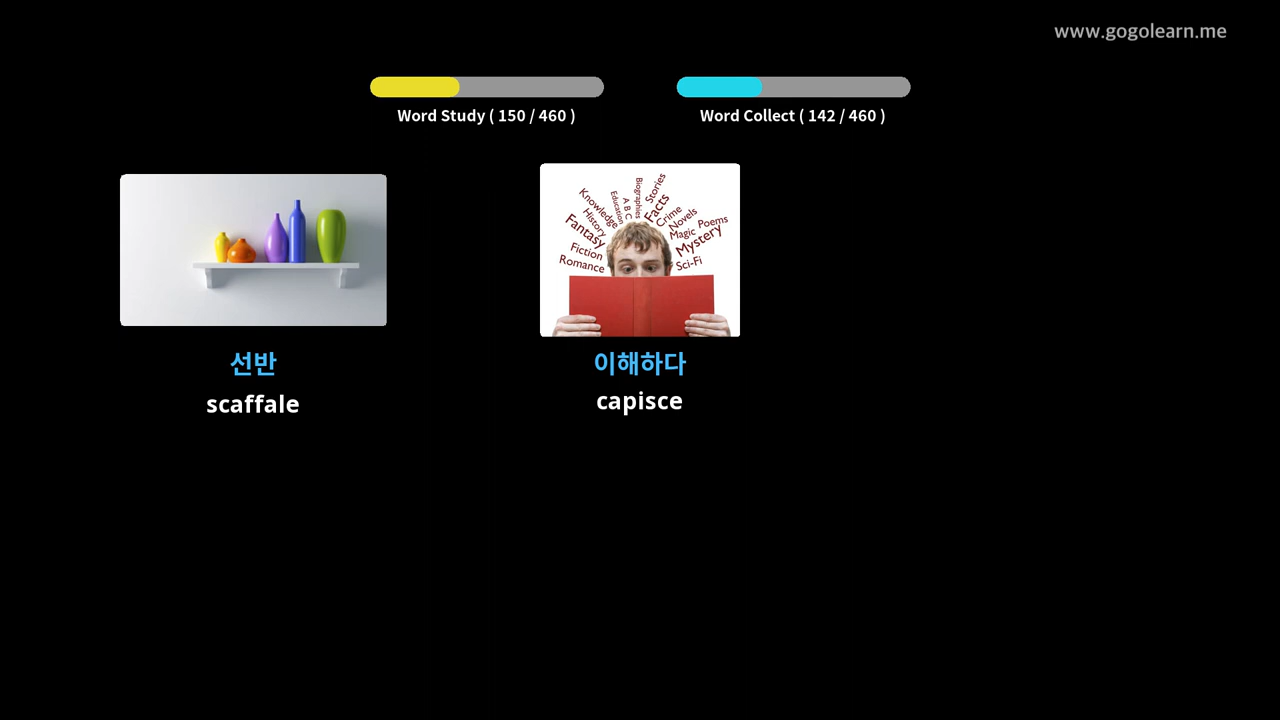 www.gogolearn.me
Word Study ( 150 / 460 )
Word Collect ( 142 / 460 )
Stories
Biographies
Facts
A B C
Education
Crime
Knowledge
Novels
History
Poems
Magic
Fantasy
Mystery
Fiction
Sci-Fi
Romance
선반
scaffale
이해하다
capisce